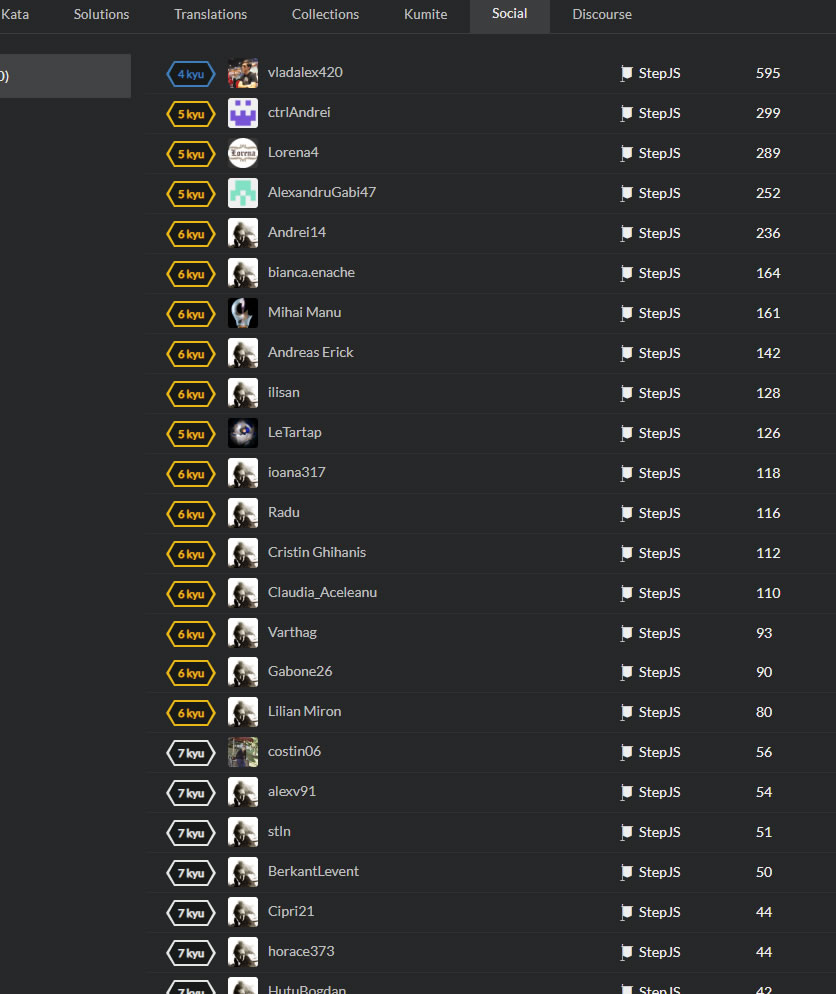 Kata Solutions Translations Collections Kumite Social Discourse
0)
4 kyu vladalex420 StepJS 595
5 kyu ctrlAndrei StepJS 299
5 kyu Lorena4 StepJS 289
5 kyu AlexandruGabi47 StepJS 252
6 kyu Andrei14 StepJS 236
6 kyu bianca.enache StepJS 164
6 kyu Mihai Manu StepJS 161
6 kyu Andreas Erick StepJS 142
6 kyu ilisan StepJS 128
5 kyu LeTartap StepJS 126
6 kyu ioana317 StepJS 118
6 kyu Radu StepJS 116
6 kyu Cristin Ghihanis StepJS 112
6 kyu Claudia_Aceleanu StepJS 110
6 kyu Varthag StepJS 93
6 kyu Gabone26 StepJS 90
6 kyu Lilian Miron StepJS 80
7 kyu costin06 StepJS 56
7 kyu alexv91 StepJS 54
7 kyu stln StepJS 51
7 kyu BerkantLevent StepJS 50
7 kyu Cipri21 StepJS 44
7 kyu horace373 StepJS 44
7 kyu HutuBogdan StepJS 42